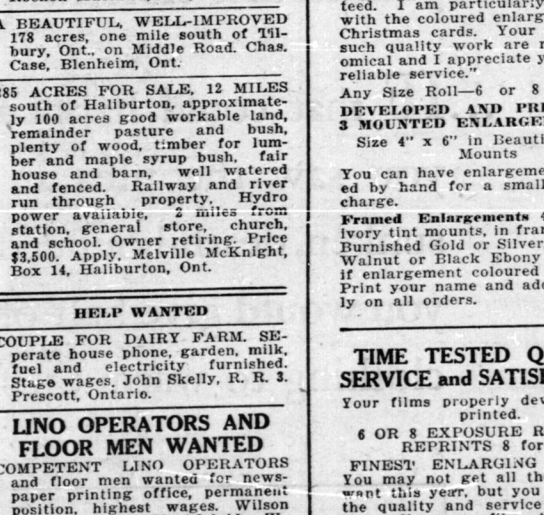 A BEAUTIFUL, WELL-IMPROVED
178 acres, one mile south of Til-
bury, Ont., on Middle Road. Chas.
Case, Blenheim, Ont.
85 ACRES FOR SALE, 12 MILES
south of Haliburton, approximate-
ly 100 acres good workable land,
remainder pasture and bush,
plenty of wood, timber for lum-
ber and maple syrup bush, fair
house and barn, well watered
and fenced. Railway and river
run through property, Hydro
power available, 2 miles from
station, general store, church,
and school. Owner retiring. Price
$3,500. Apply, Melville McKnight,
Box 14, Haliburton, Ont.
HELP WANTED
COUPLE FOR DAIRY FARM. SE-
perate house phone, garden, milk,
fuel and electricity furnished.
Stage wages. John Skelly, R. R. 3.
Prescott, Ontario.
LINO OPERATORS AND
FLOOR MEN WANTED
COMPETENT LINO OPERATORS
and floor men wanted for news-
paper printing office, permanent
position, highest wages. Wilson
teed. I am particularly
with the coloured enlarg
Christmas cards. Your
such quality work are
omical and I appreciate y
reliable service."
Any Size Roll—6 or 8
DEVELOPED AND PRI
3 MOUNTED ENLARGE
Size 4" x 6" in Beauti
Mounts
You can have enlargeme
ed by hand for a small
charge.
Framed Enlargements 4
ivory tint mounts, in fra
Burnished Gold or Silver
Walnut or Black Ebony
if enlargement coloured
Print your name and add
ly on all orders.
TIME TESTED Q
SERVICE and SATIS
Your films properly dev
printed.
6 OR 8 EXPOSURE R
REPRINTS 8 for
FINEST ENLARGING
You may not get all th
want this year, but you
the quality and service